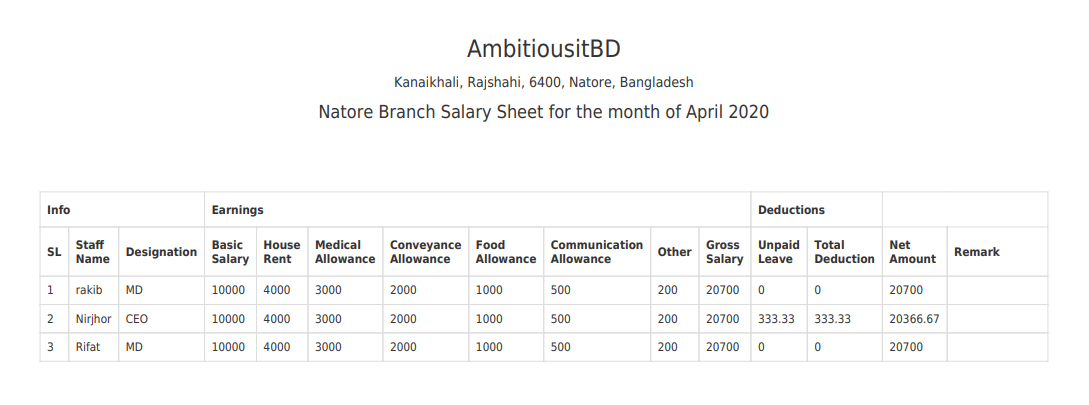 AmbitiousitBD
Kanaikhali, Rajshahi, 6400, Natore, Bangladesh
Natore Branch Salary Sheet for the month of April 2020
Info Earnings Deductions
SL Staff Name Designation Basic Salary House Rent Medical Allowance Conveyance Allowance Food Allowance Communication Allowance Other Gross Salary Unpaid Leave Total Deduction Net Amount Remark
1 rakib MD 10000 4000 3000 2000 1000 500 200 20700 0 0 20700
2 Nirjhor CEO 10000 4000 3000 2000 1000 500 200 20700 333.33 333.33 20366.67
3 Rifat MD 10000 4000 3000 2000 1000 500 200 20700 0 0 20700